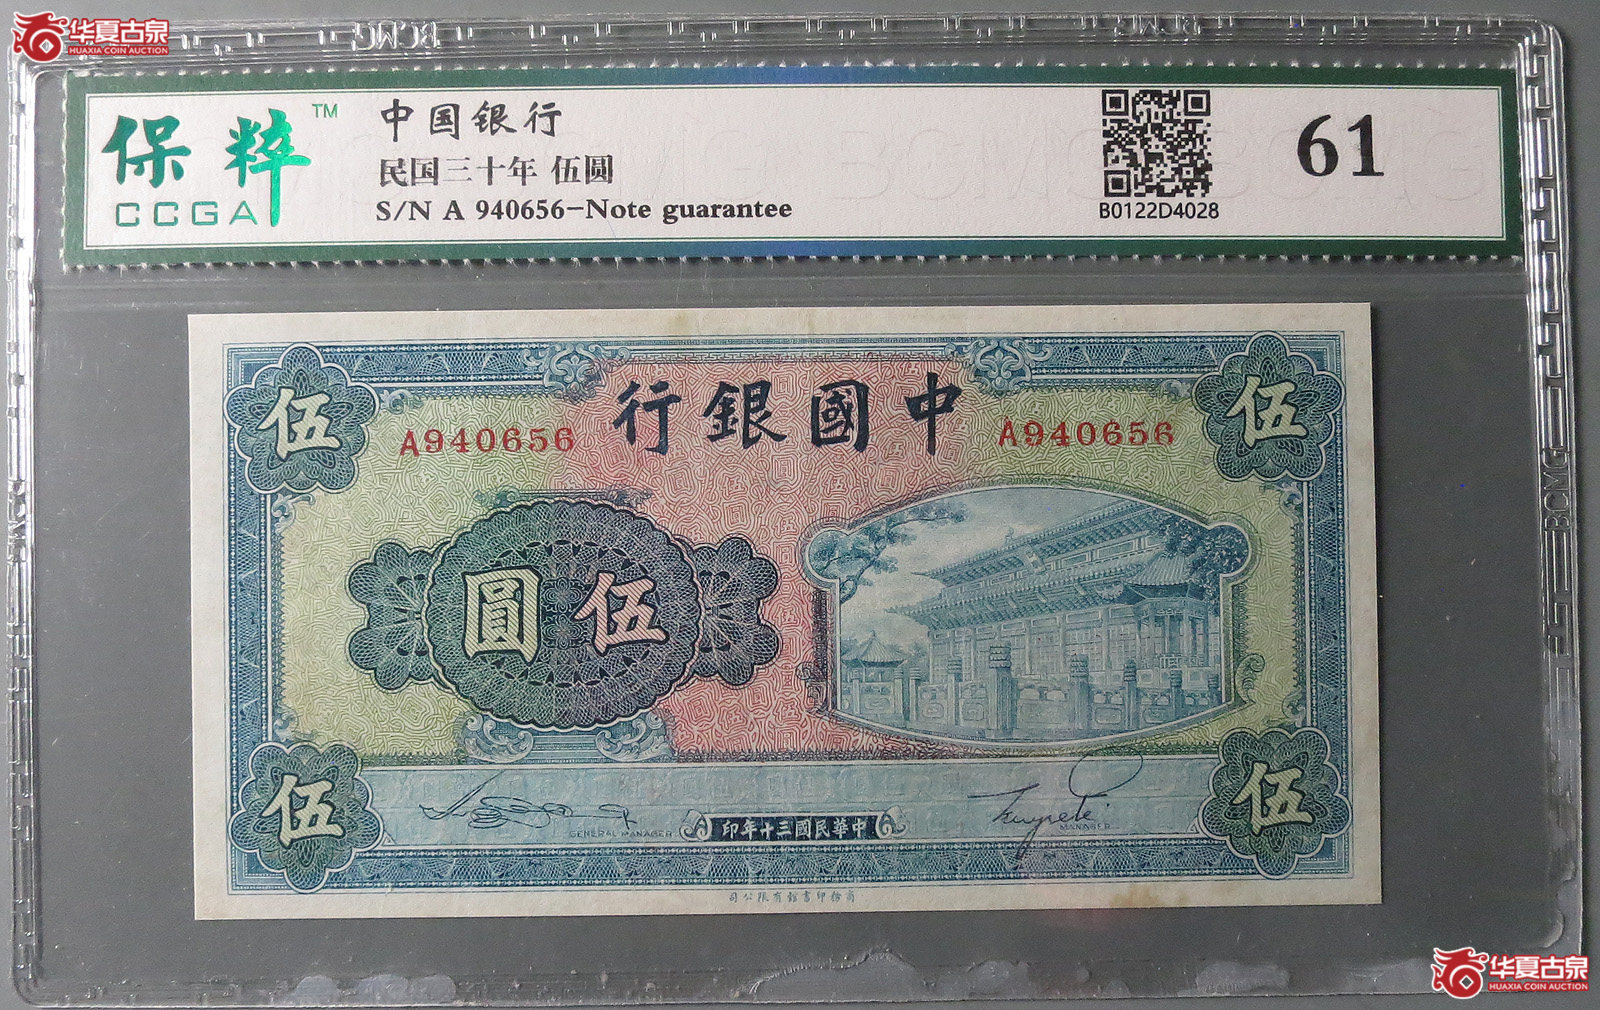 华夏古泉
HUAXIA COIN AUCTION
BCMG
保粹 TM
CCGA
中国银行
民国三十年 伍圆
S/N A 940656-Note guarantee
B0122D4028
61
伍
伍
行銀國中
A940656
A940656
圓伍
GENERAL MANAGER
印年十三國民華中
MANAGER
伍
伍
司公限有館書印務商
BCMG
华夏古泉
HUAXIA COIN AUCTION